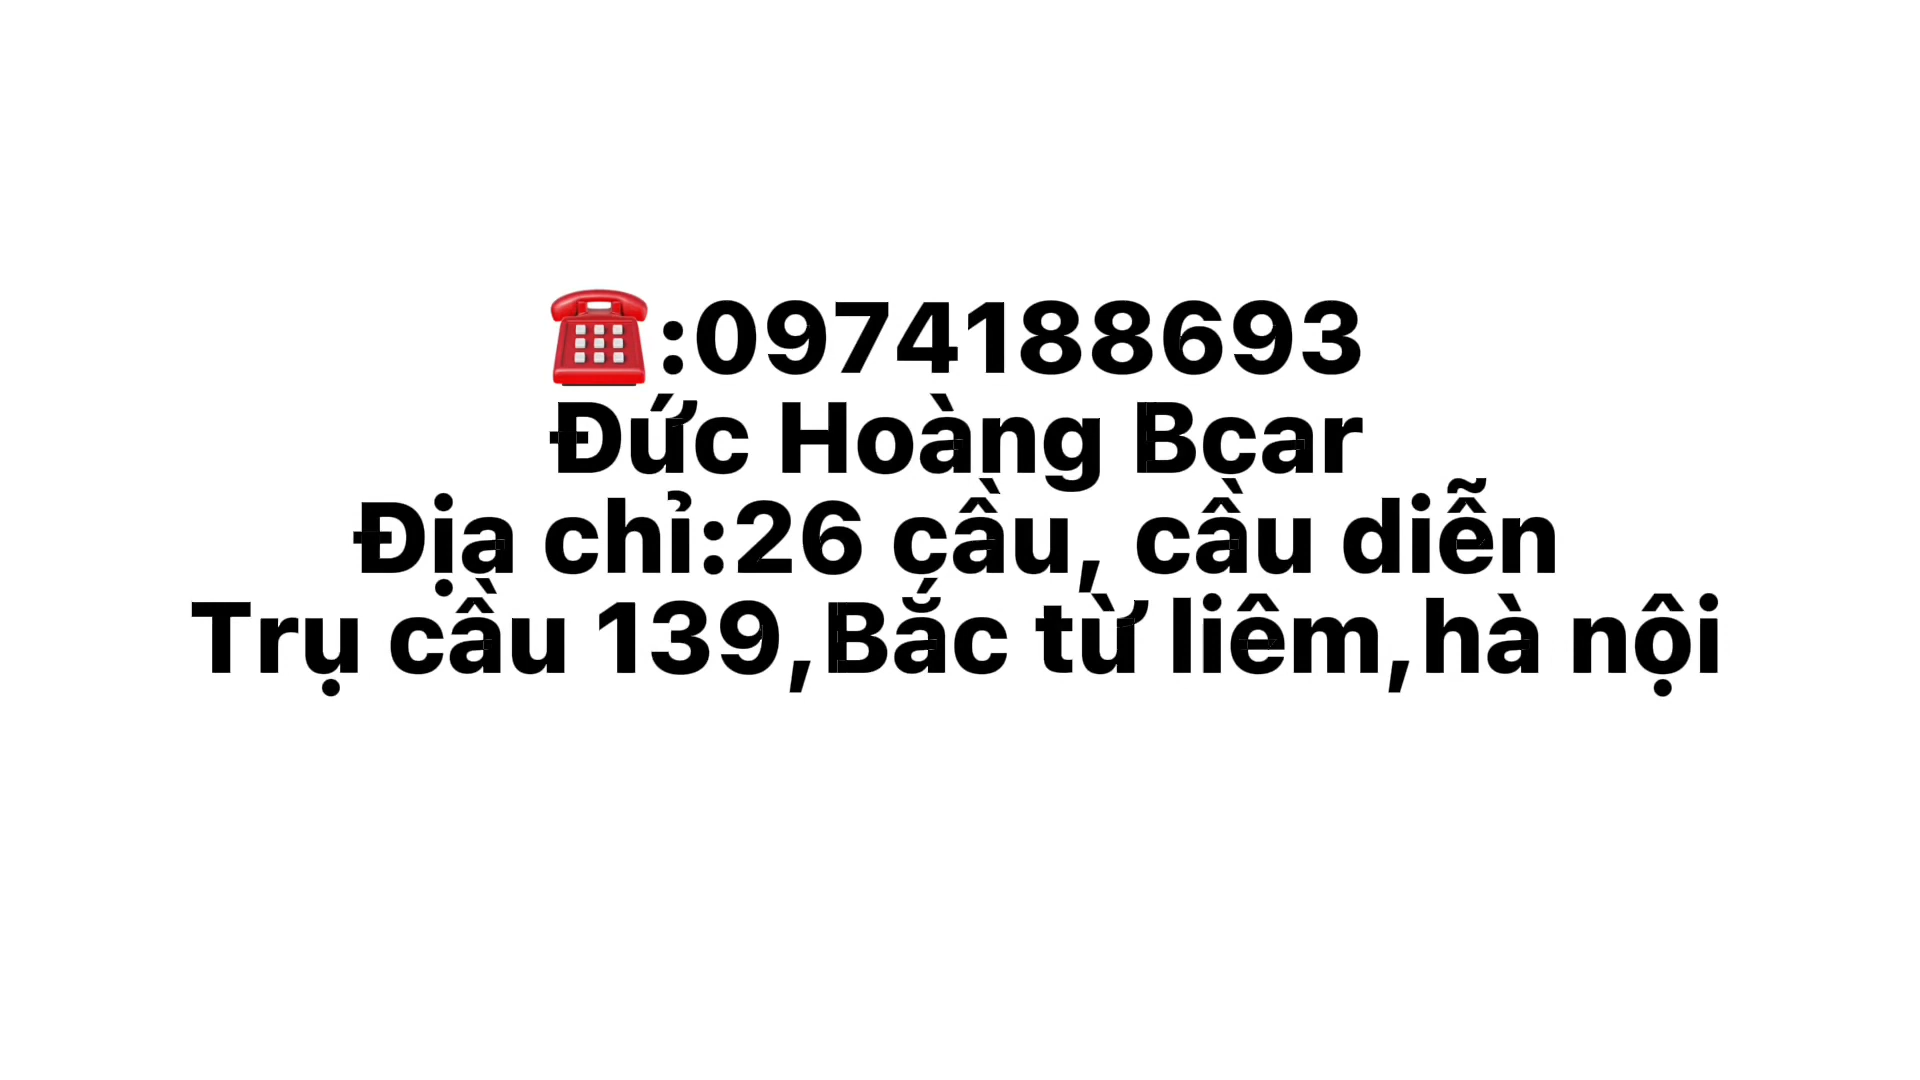 ☎️:0974188693
Đức Hoàng Bcar
Địa chỉ:26 cầu, cầu diễn
Trụ cầu 139,Bắc từ liêm,hà nội